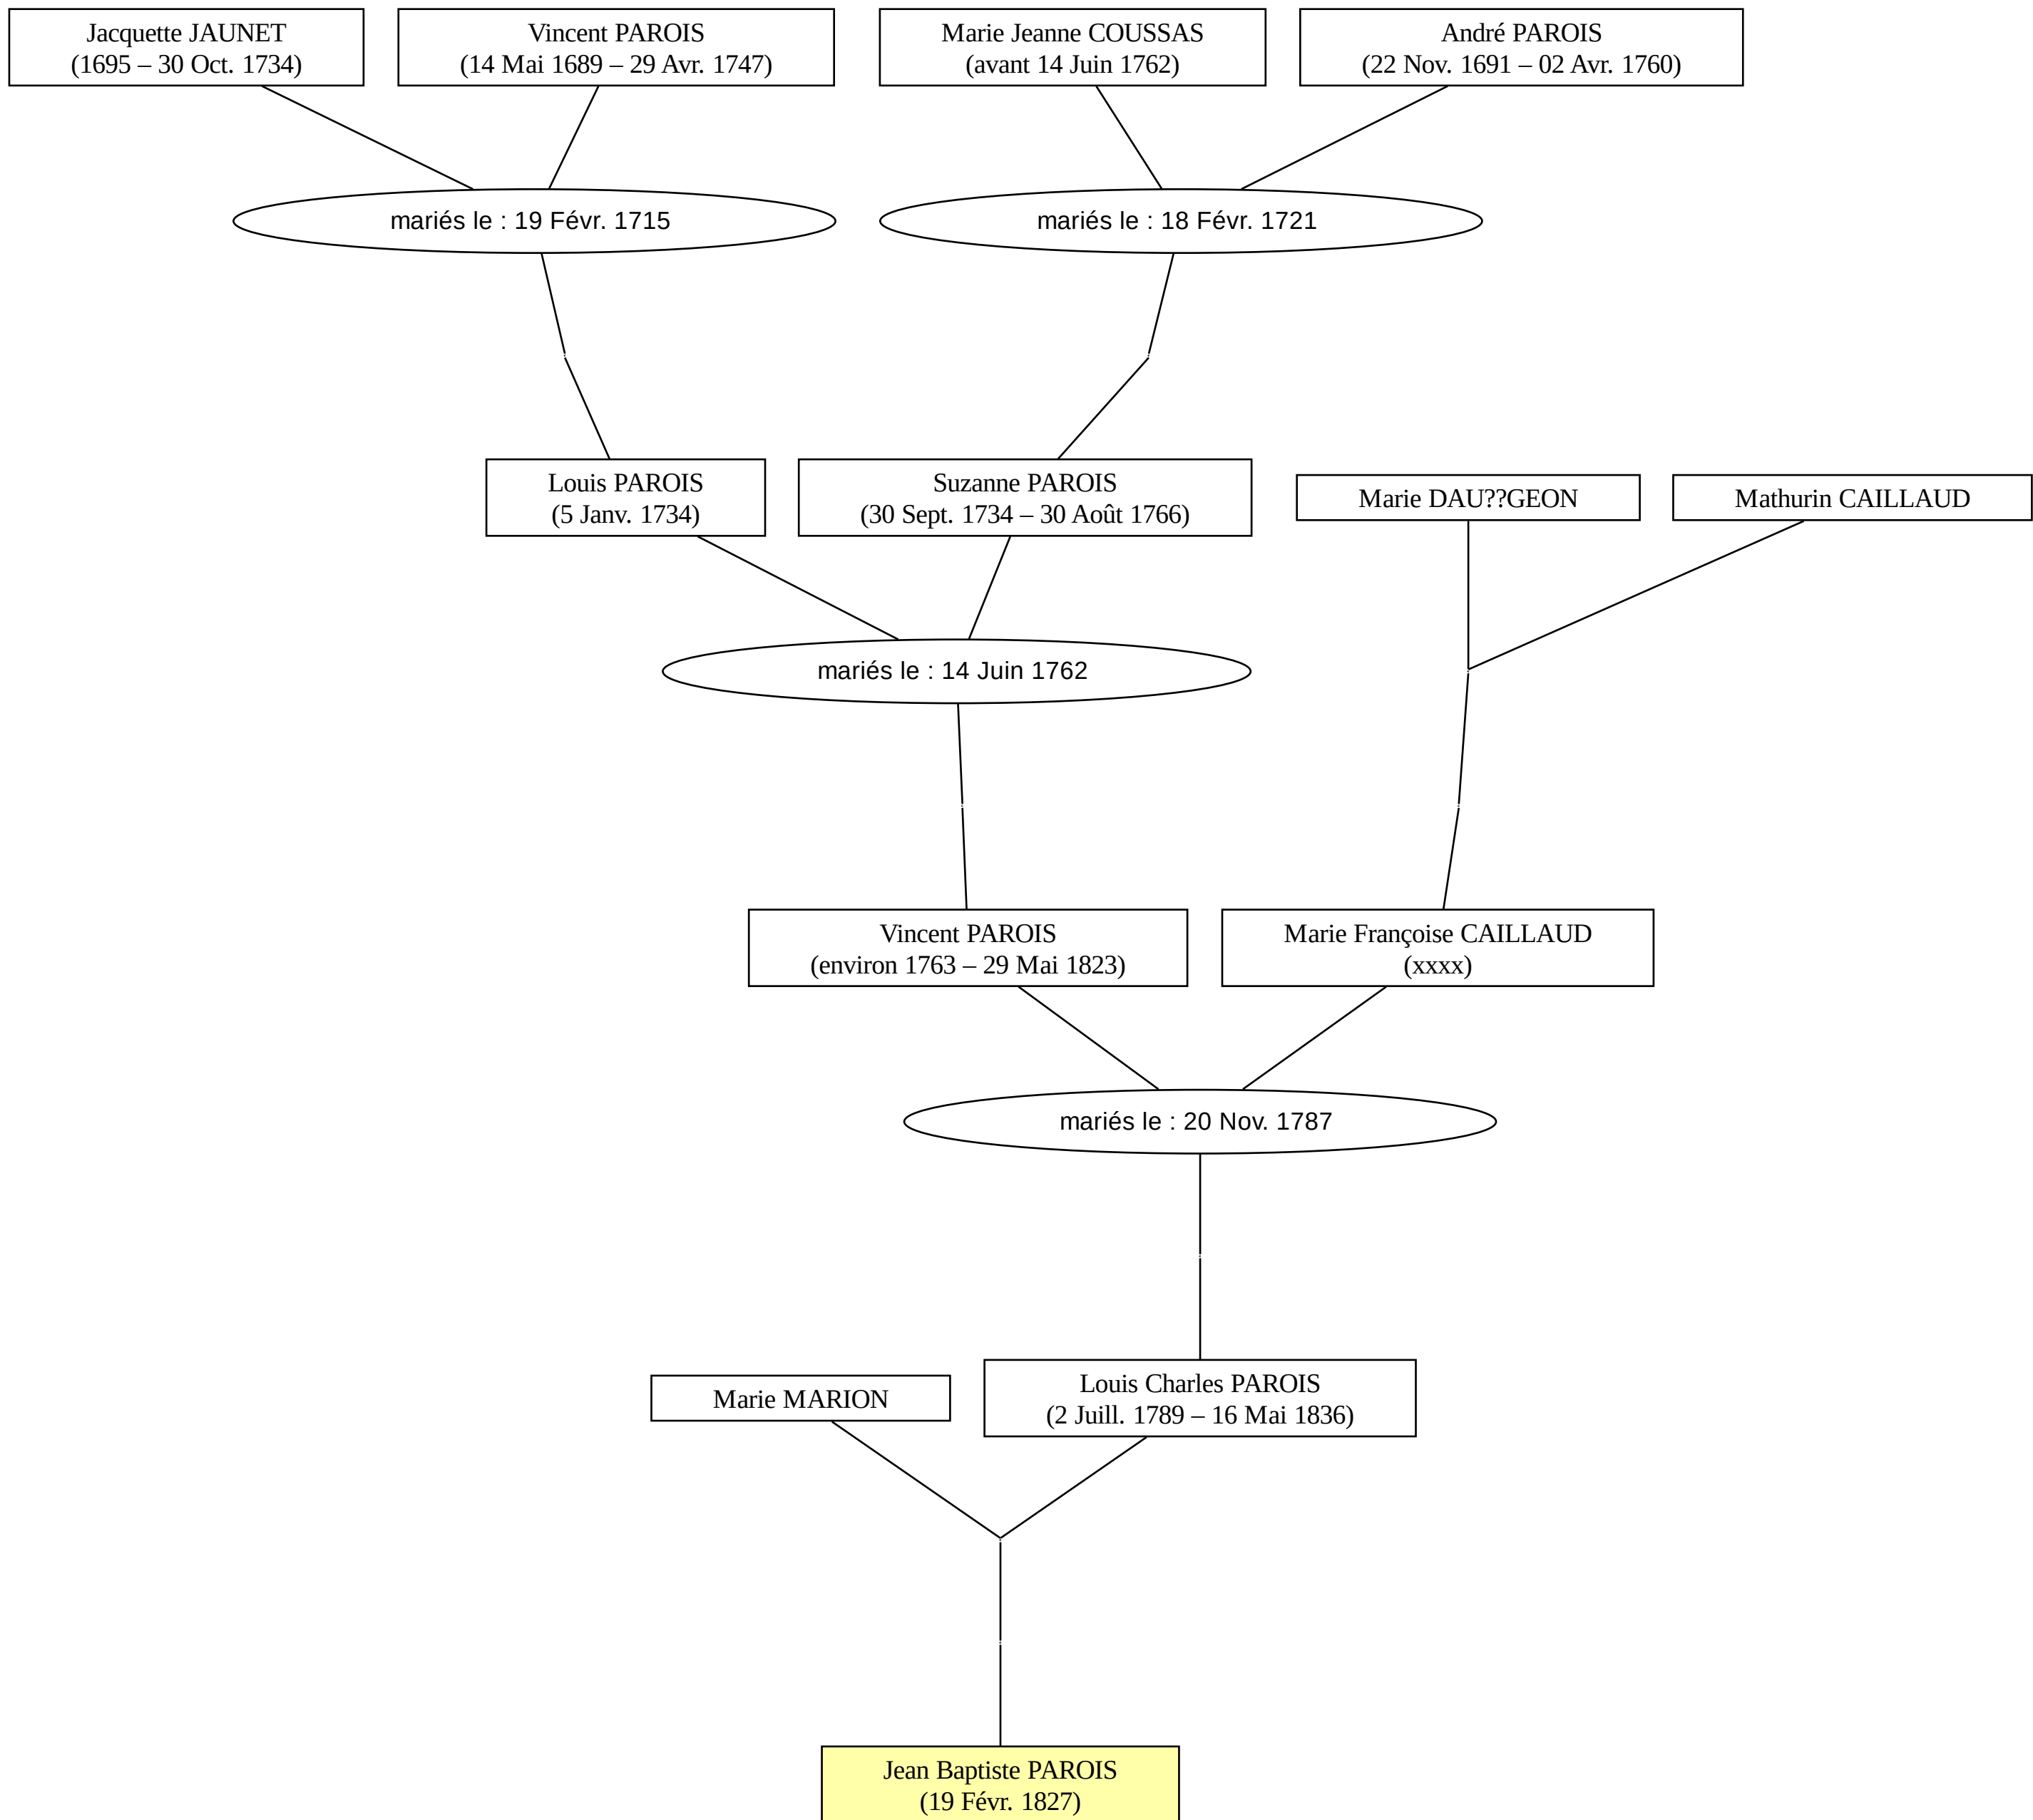 Jacquette JAUNET
(1695 – 30 Oct. 1734)
Vincent PAROIS
(14 Mai 1689 – 29 Avr. 1747)
Marie Jeanne COUSSAS
(avant 14 Juin 1762)
André PAROIS
(22 Nov. 1691 – 02 Avr. 1760)
mariés le : 19 Févr. 1715
mariés le : 18 Févr. 1721
Louis PAROIS
(5 Janv. 1734)
Suzanne PAROIS
(30 Sept. 1734 – 30 Août 1766)
Marie DAU??GEON
Mathurin CAILLAUD
mariés le : 14 Juin 1762
Vincent PAROIS
(environ 1763 – 29 Mai 1823)
Marie Françoise CAILLAUD
(xxxx)
mariés le : 20 Nov. 1787
Marie MARION
Louis Charles PAROIS
(2 Juill. 1789 – 16 Mai 1836)
Jean Baptiste PAROIS
(19 Févr. 1827)